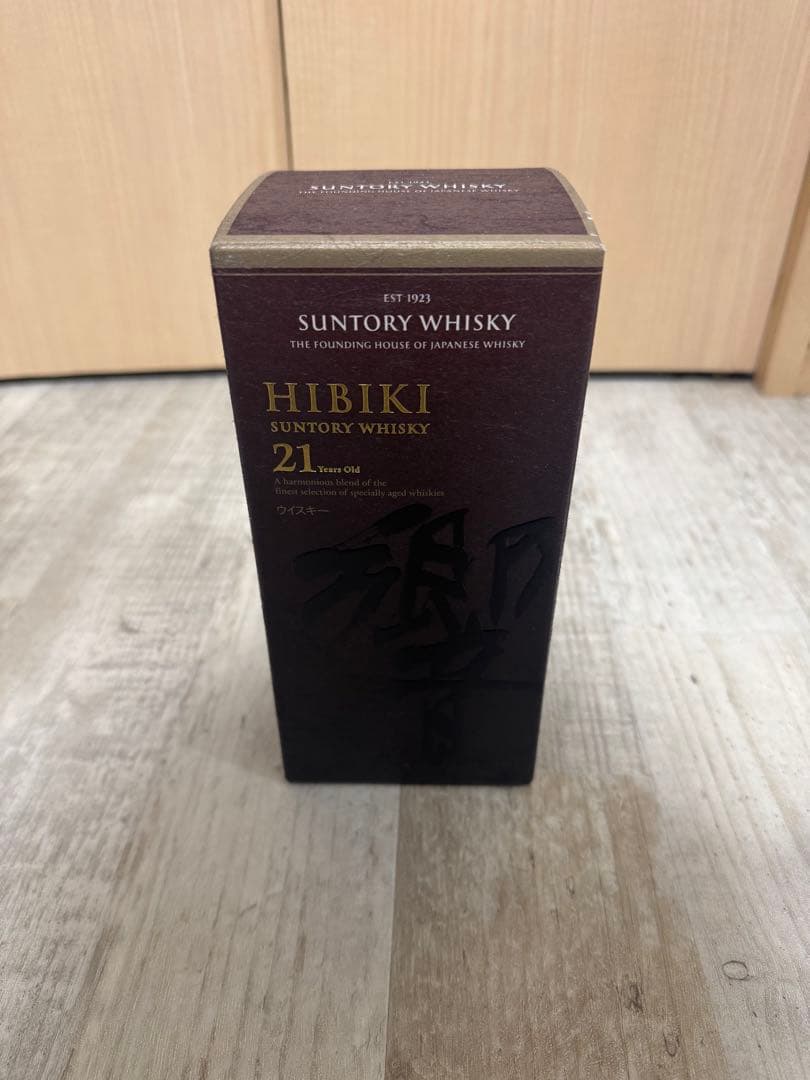 EST 1923
SUNTORY WHISKY
THE FOUNDING HOUSE OF JAPANESE WHISKY
EST 1923
SUNTORY WHISKY
THE FOUNDING HOUSE OF JAPANESE WHISKY
HIBIKI
SUNTORY WHISKY
21 Years Old
A harmonious blend of the
finest selection of specially aged whiskies
ウイスキー
響